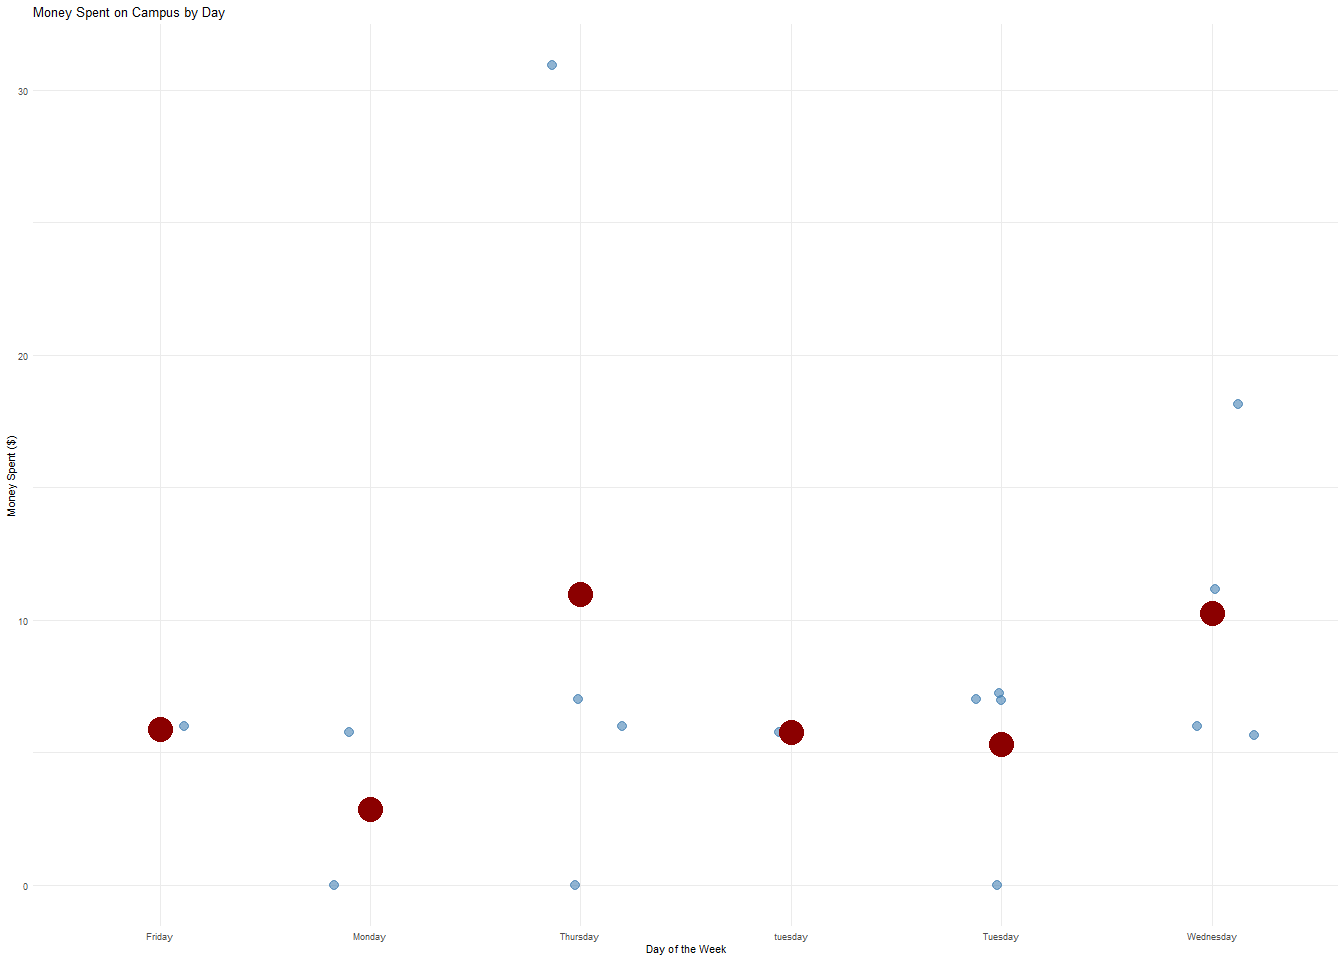 Money Spent on Campus by Day
Money Spent ($)
30
20
10
0
Friday
Monday
Thursday
tuesday
Tuesday
Wednesday
Day of the Week